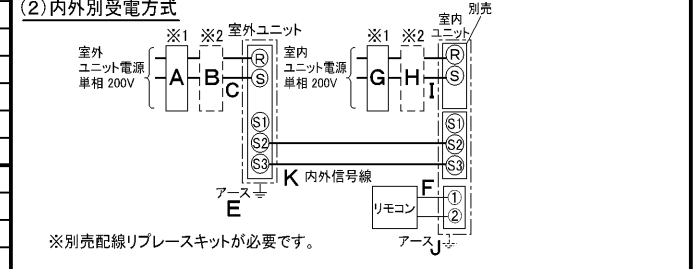 (2)内外別受電方式
別売
※1 ※2 室外ユニット
※1 ※2 室内ユニット
室外
ユニット電源
単相 200V
A B C R S
室内
ユニット電源
単相 200V
G H I R S
S1 S2 S3
S1 S2 S3
K 内外信号線
アース
E
リモコン
F
① ②
アース J
※別売配線リプレースキットが必要です。